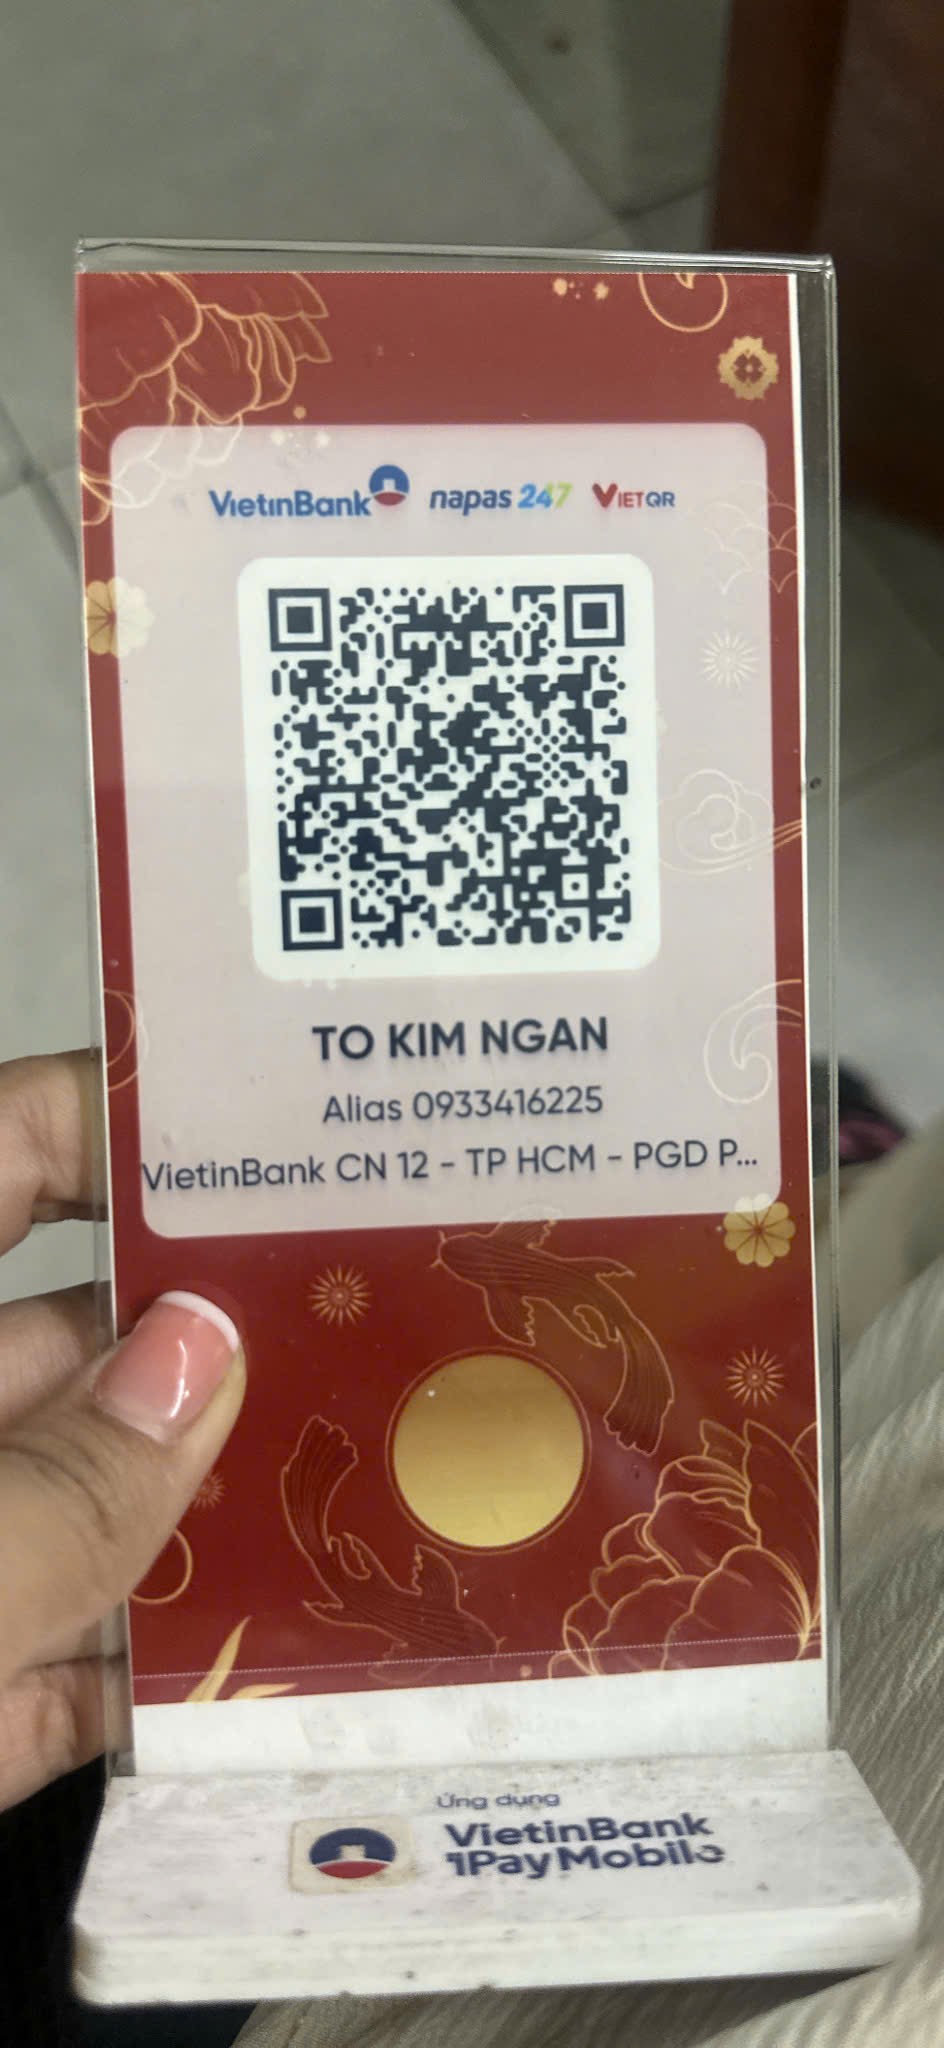 VietinBank napas 247 VIETQR
TO KIM NGAN
Alias 0933416225
VietinBank CN 12 - TP HCM - PGD P...
Ứng dụng
VietinBank
iPayMobile